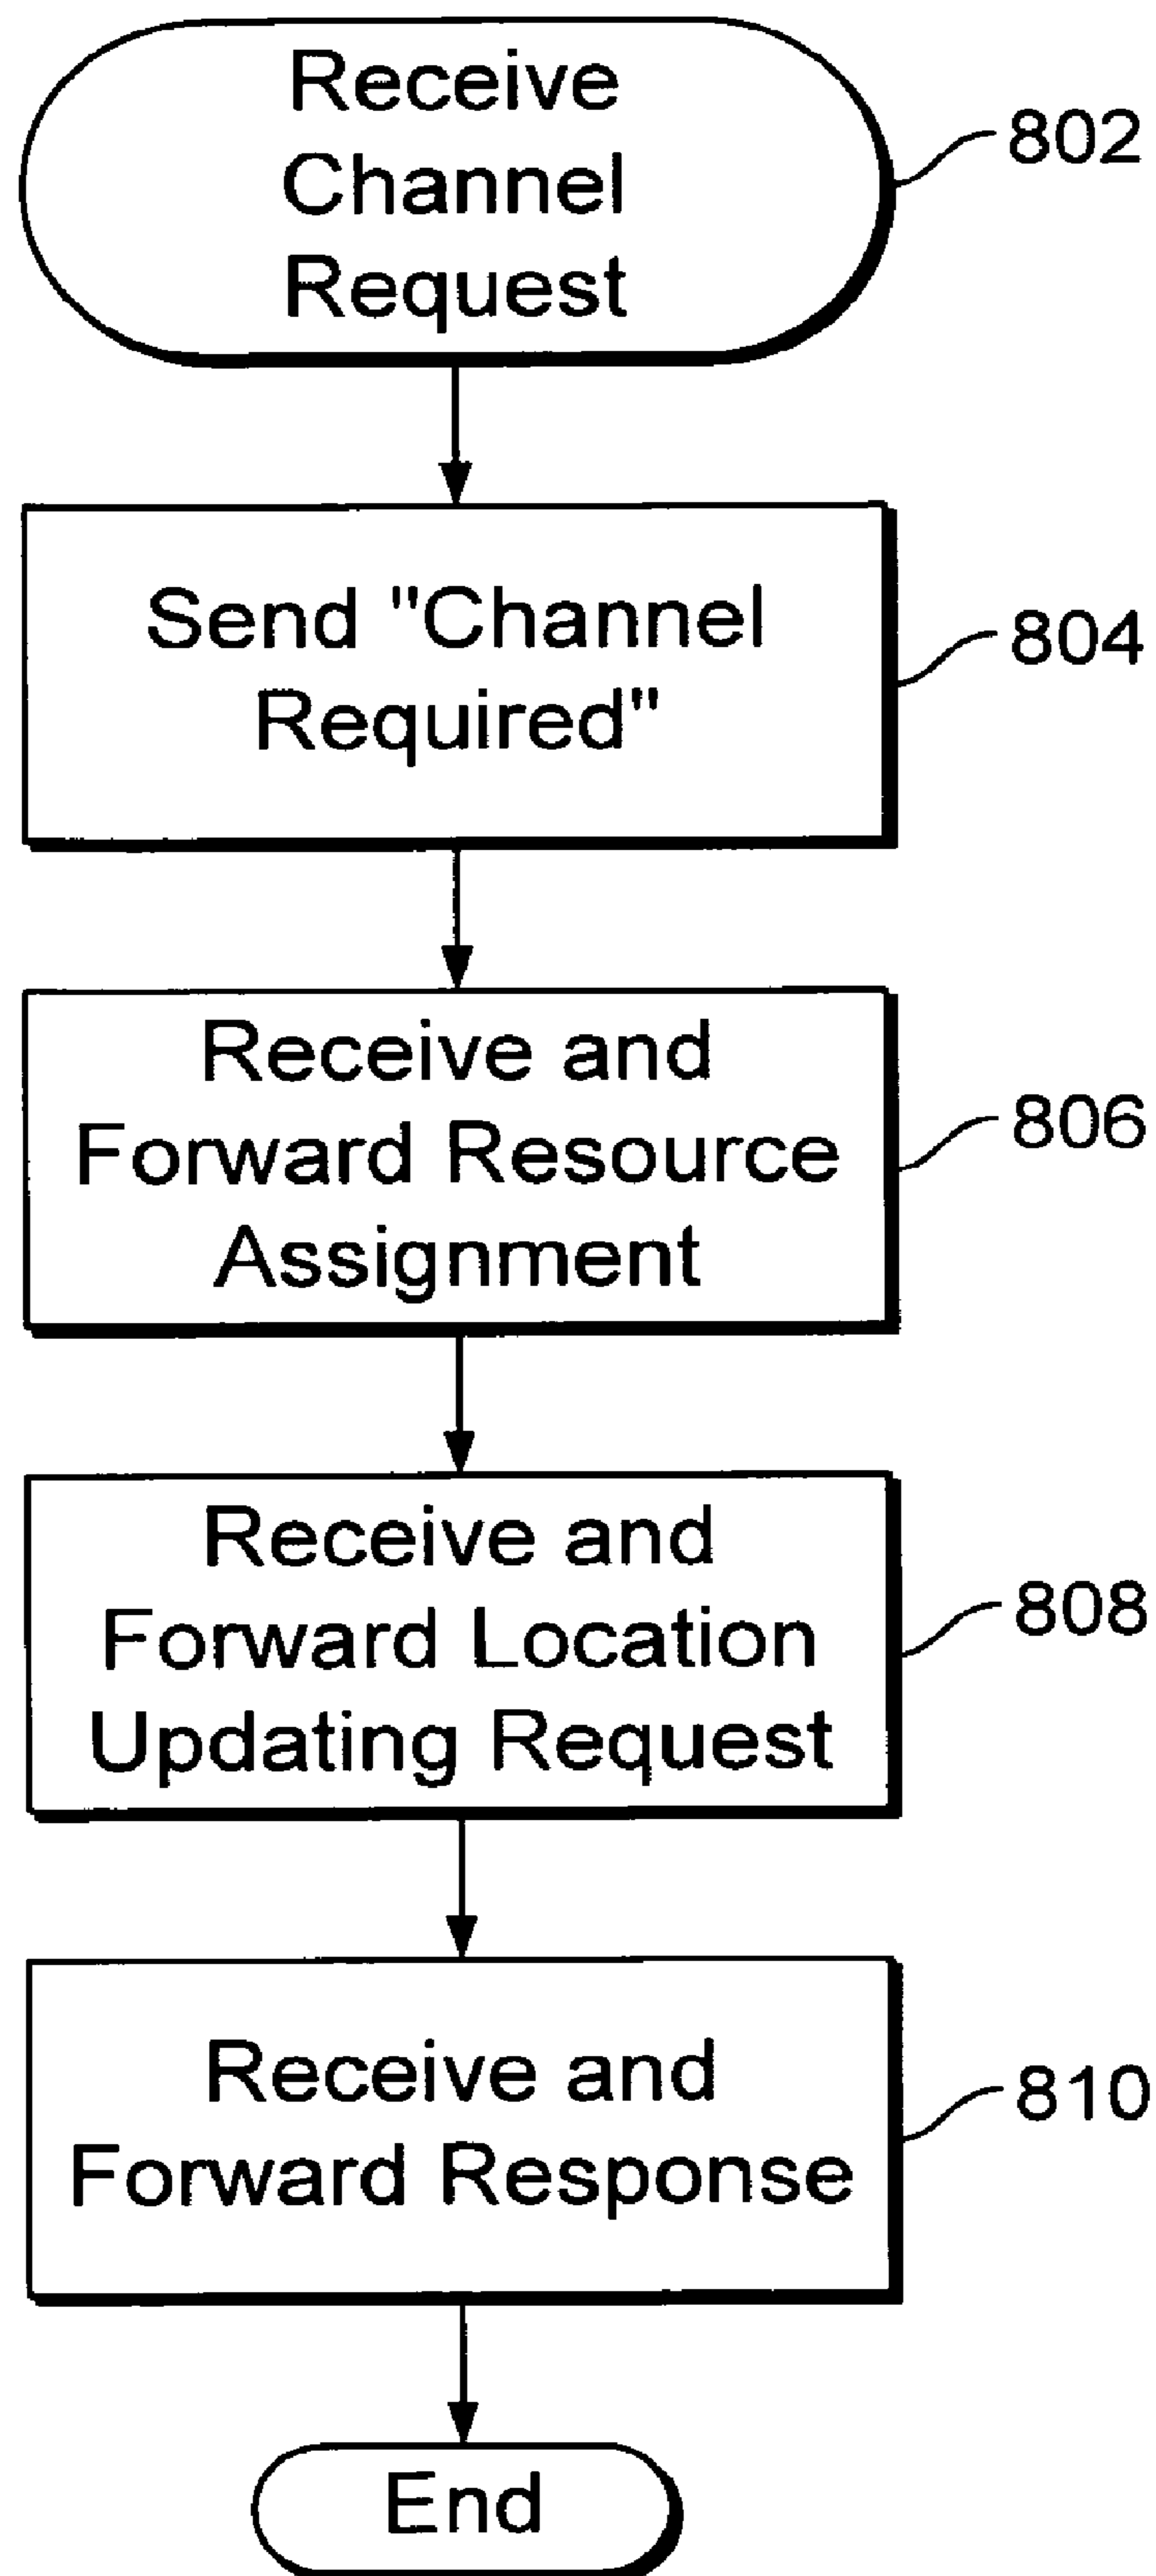 Receive
Channel
Request
802
Send "Channel
Required"
804
Receive and
Forward Resource
Assignment
806
Receive and
Forward Location
Updating Request
808
Receive and
Forward Response
810
End